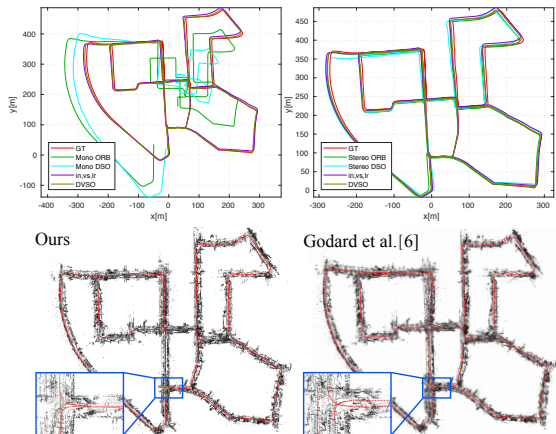 400
300
200
100
0
-100
y[m]
GT
Mono ORB
Mono DSO
in,vs,lr
DVSO
-300 -200 -100 0 100 200 300
x[m]
450
400
350
300
250
200
150
100
50
0
y[m]
GT
Stereo ORB
Stereo DSO
in,vs,lr
DVSO
-300 -200 -100 0 100 200 300
x[m]
Ours
Godard et al.[6]